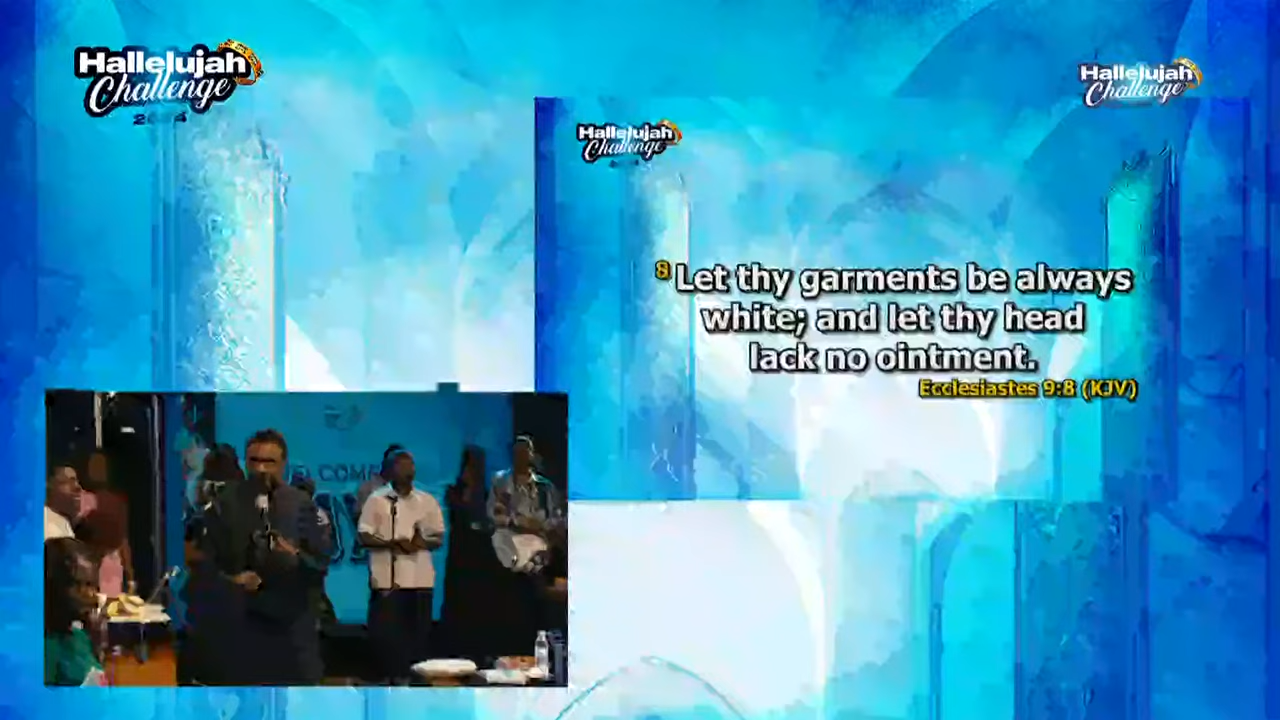 Hallelujah
Challenge
2024
Hallelujah
Challenge
Hallelujah
Challenge
8 Let thy garments be always
white; and let thy head
lack no ointment.
Ecclesiastes 9:8 (KJV)